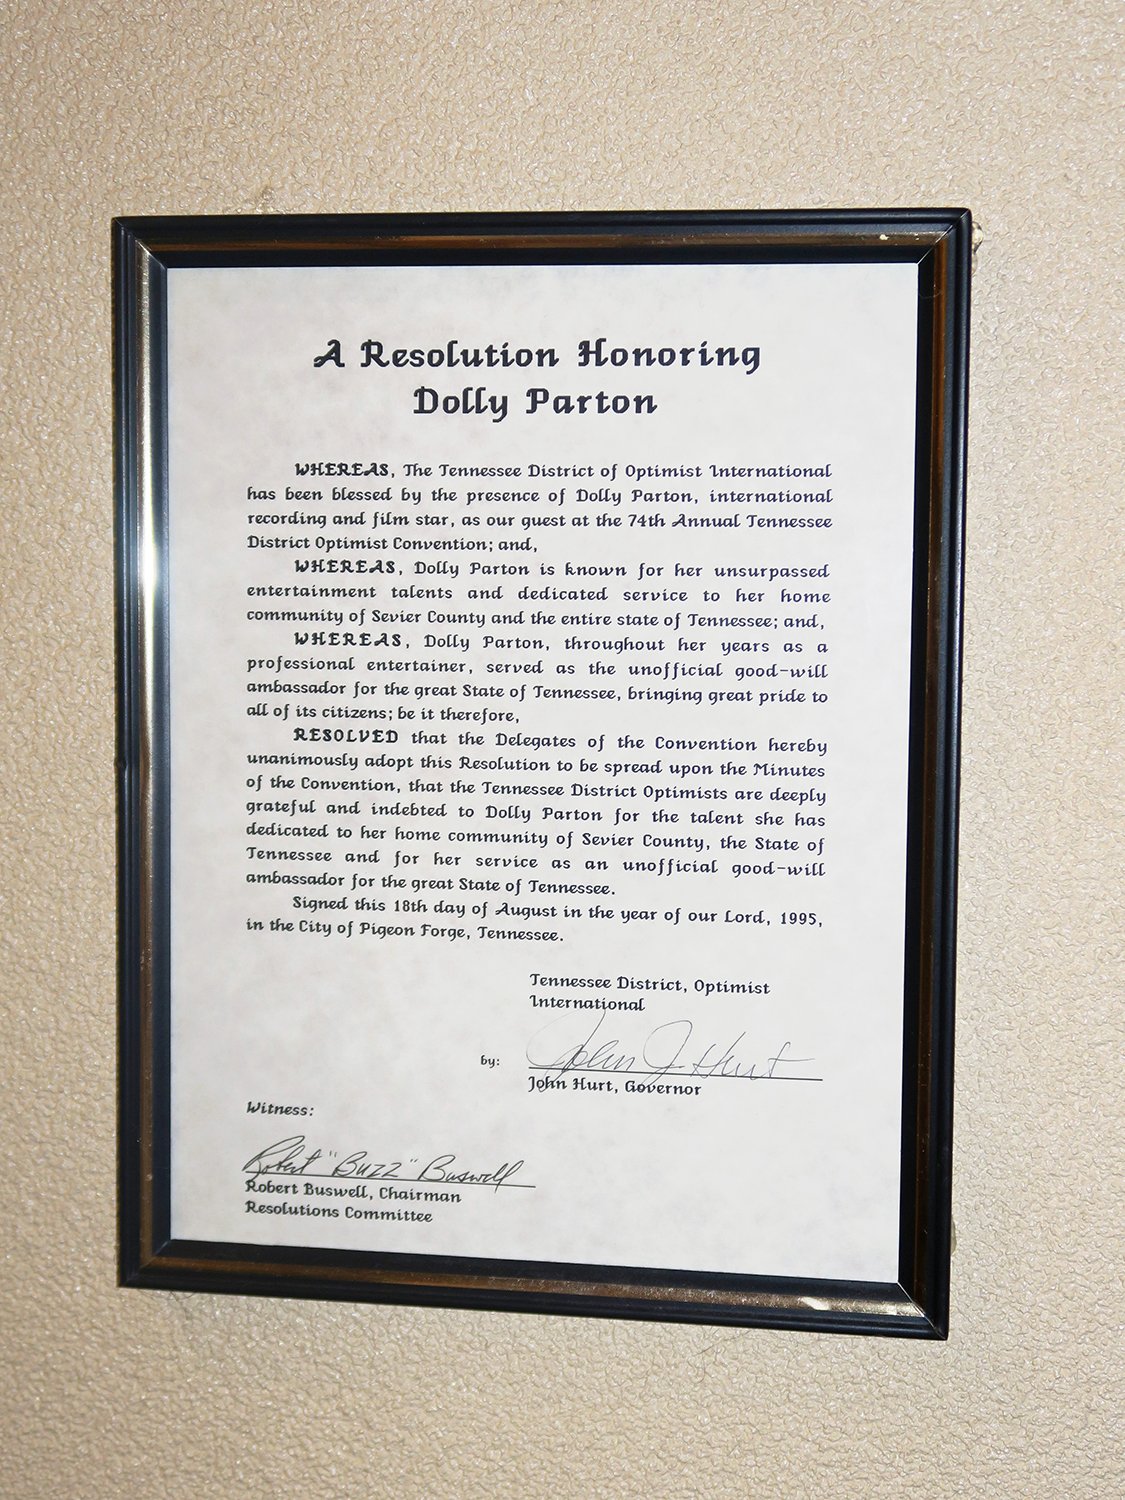 A Resolution Honoring
Dolly Parton
WHEREAS, The Tennessee District of Optimist International
has been blessed by the presence of Dolly Parton, international
recording and film star, as our guest at the 74th Annual Tennessee
District Optimist Convention; and,
WHEREAS, Dolly Parton is known for her unsurpassed
entertainment talents and dedicated service to her home
community of Sevier County and the entire state of Tennessee; and,
WHEREAS, Dolly Parton, throughout her years as a
professional entertainer, served as the unofficial good-will
ambassador for the great State of Tennessee, bringing great pride to
all of its citizens; be it therefore,
RESOLVED that the Delegates of the Convention hereby
unanimously adopt this Resolution to be spread upon the Minutes
of the Convention, that the Tennessee District Optimists are deeply
grateful and indebted to Dolly Parton for the talent she has
dedicated to her home community of Sevier County, the State of
Tennessee and for her service as an unofficial good-will
ambassador for the great State of Tennessee.
Signed this 18th day of August in the year of our Lord, 1995,
in the City of Pigeon Forge, Tennessee.
Tennessee District, Optimist
International
by: John J. Hurt
John Hurt, Governor
Witness:
Robert "Buzz" Buswell
Robert Buswell, Chairman
Resolutions Committee